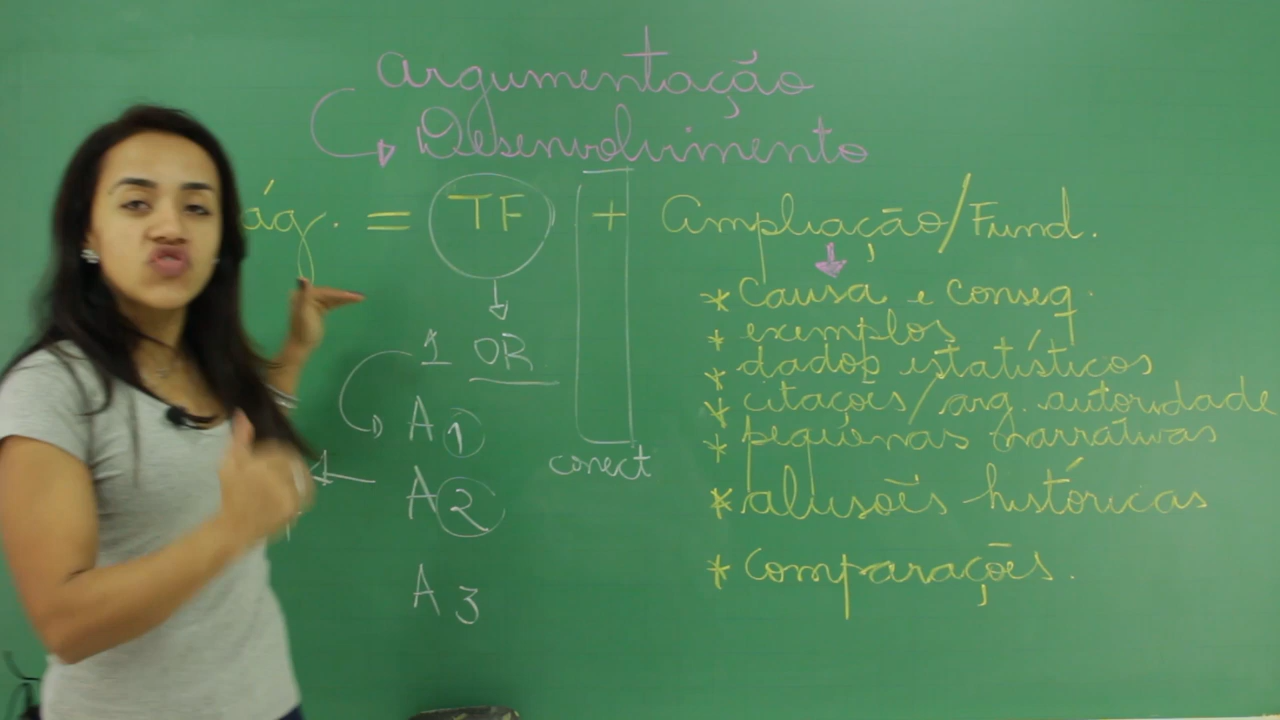 Argumentação
Desenvolvimento
ág. = TF + Ampliação/Fund.
* Causa e conseq.
* exemplos
* dados estatísticos
* citações/arg. autoridade
* pequenas narrativas
* alusões históricas
* Comparações.
1 OR
A1
A2
A3
conect